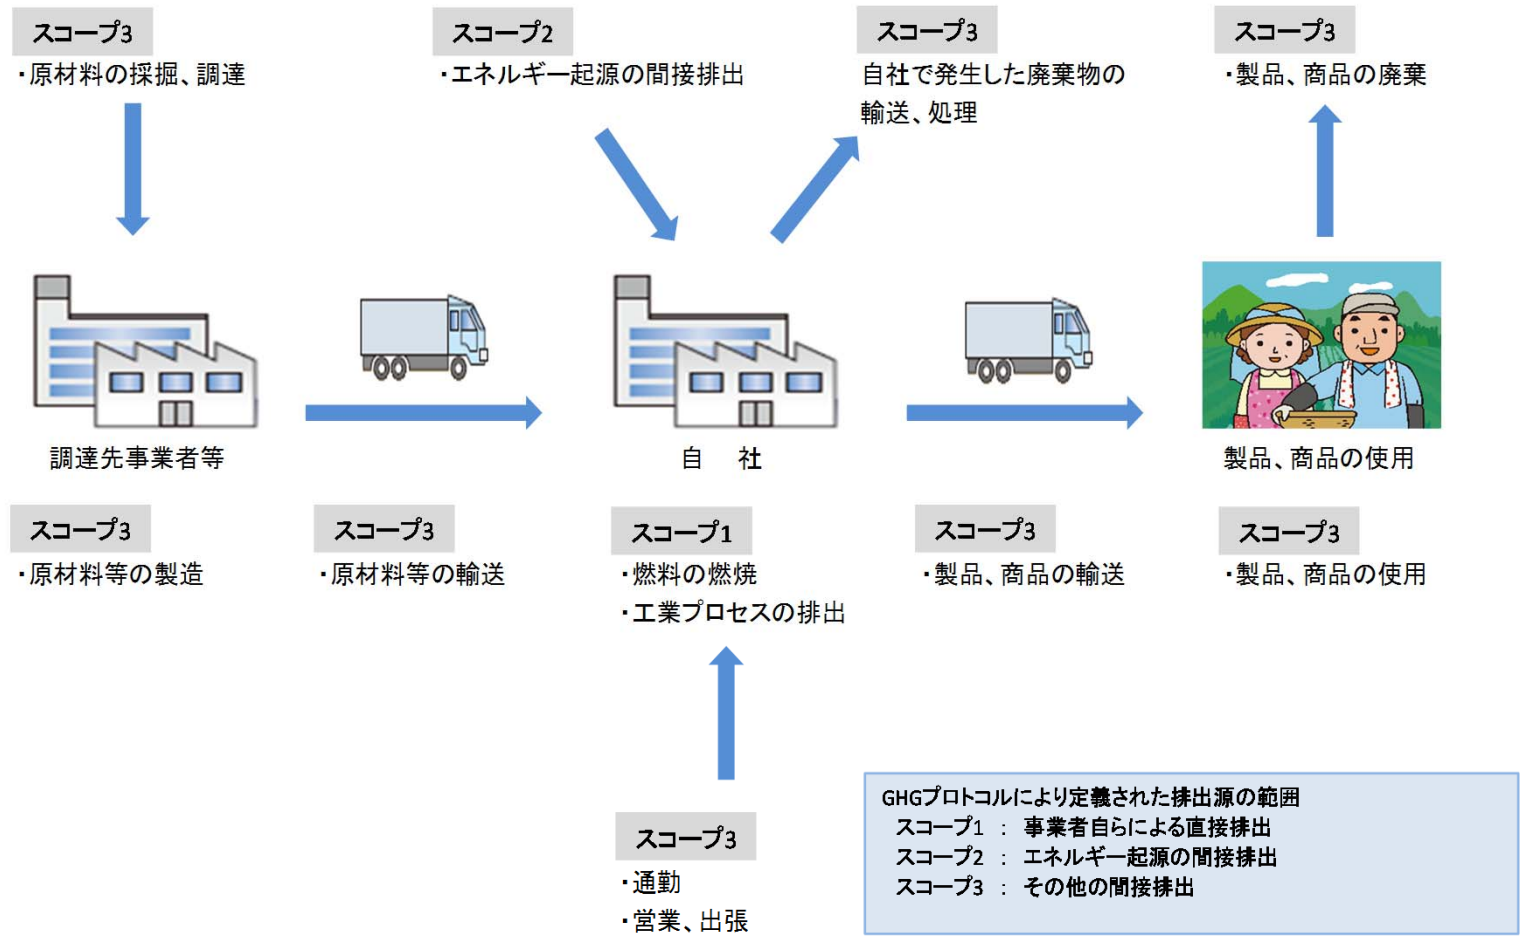 スコープ3
・原材料の採掘、調達
スコープ2
・エネルギー起源の間接排出
スコープ3
自社で発生した廃棄物の
輸送、処理
スコープ3
・製品、商品の廃棄
調達先事業者等
自　社
製品、商品の使用
スコープ3
・原材料等の製造
スコープ3
・原材料等の輸送
スコープ1
・燃料の燃焼
・工業プロセスの排出
スコープ3
・製品、商品の輸送
スコープ3
・製品、商品の使用
スコープ3
・通勤
・営業、出張
GHGプロトコルにより定義された排出源の範囲
スコープ1 ： 事業者自らによる直接排出
スコープ2 ： エネルギー起源の間接排出
スコープ3 ： その他の間接排出